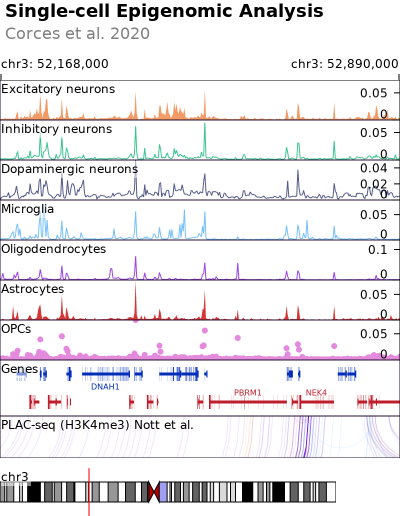 Single-cell Epigenomic Analysis
Corces et al. 2020
chr3: 52,168,000 chr3: 52,890,000
Excitatory neurons 0.05
0
Inhibitory neurons 0.05
0
Dopaminergic neurons 0.04
0.02
0
Microglia 0.05
0
Oligodendrocytes 0.1
0
Astrocytes 0.05
0
OPCs 0.05
0
Genes
DNAH1
PBRM1 NEK4
PLAC-seq (H3K4me3) Nott et al.
chr3